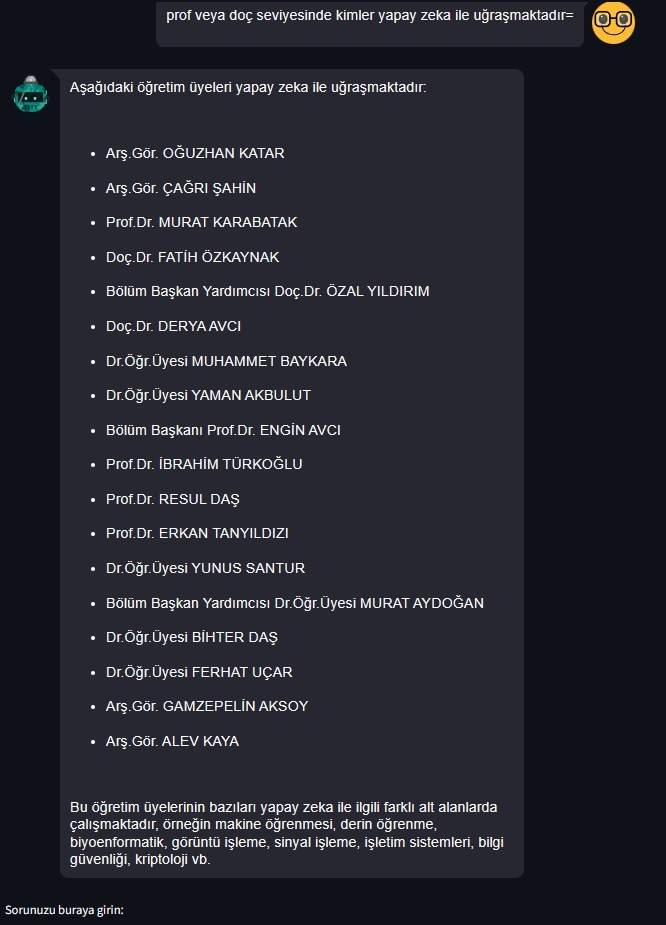 prof veya doç seviyesinde kimler yapay zeka ile uğraşmaktadır=
Aşağıdaki öğretim üyeleri yapay zeka ile uğraşmaktadır:
• Arş.Gör. OĞUZHAN KATAR
• Arş.Gör. ÇAĞRI ŞAHİN
• Prof.Dr. MURAT KARABATAK
• Doç.Dr. FATİH ÖZKAYNAK
• Bölüm Başkan Yardımcısı Doç.Dr. ÖZAL YILDIRIM
• Doç.Dr. DERYA AVCI
• Dr.Öğr.Üyesi MUHAMMET BAYKARA
• Dr.Öğr.Üyesi YAMAN AKBULUT
• Bölüm Başkanı Prof.Dr. ENGİN AVCI
• Prof.Dr. İBRAHİM TÜRKOĞLU
• Prof.Dr. RESUL DAŞ
• Prof.Dr. ERKAN TANYILDIZI
• Dr.Öğr.Üyesi YUNUS SANTUR
• Bölüm Başkan Yardımcısı Dr.Öğr.Üyesi MURAT AYDOĞAN
• Dr.Öğr.Üyesi BİHTER DAŞ
• Dr.Öğr.Üyesi FERHAT UÇAR
• Arş.Gör. GAMZEPELİN AKSOY
• Arş.Gör. ALEV KAYA
Bu öğretim üyelerinin bazıları yapay zeka ile ilgili farklı alt alanlarda
çalışmaktadır, örneğin makine öğrenmesi, derin öğrenme,
biyoenformatik, görüntü işleme, sinyal işleme, işletim sistemleri, bilgi
güvenliği, kriptoloji vb.
Sorunuzu buraya girin: